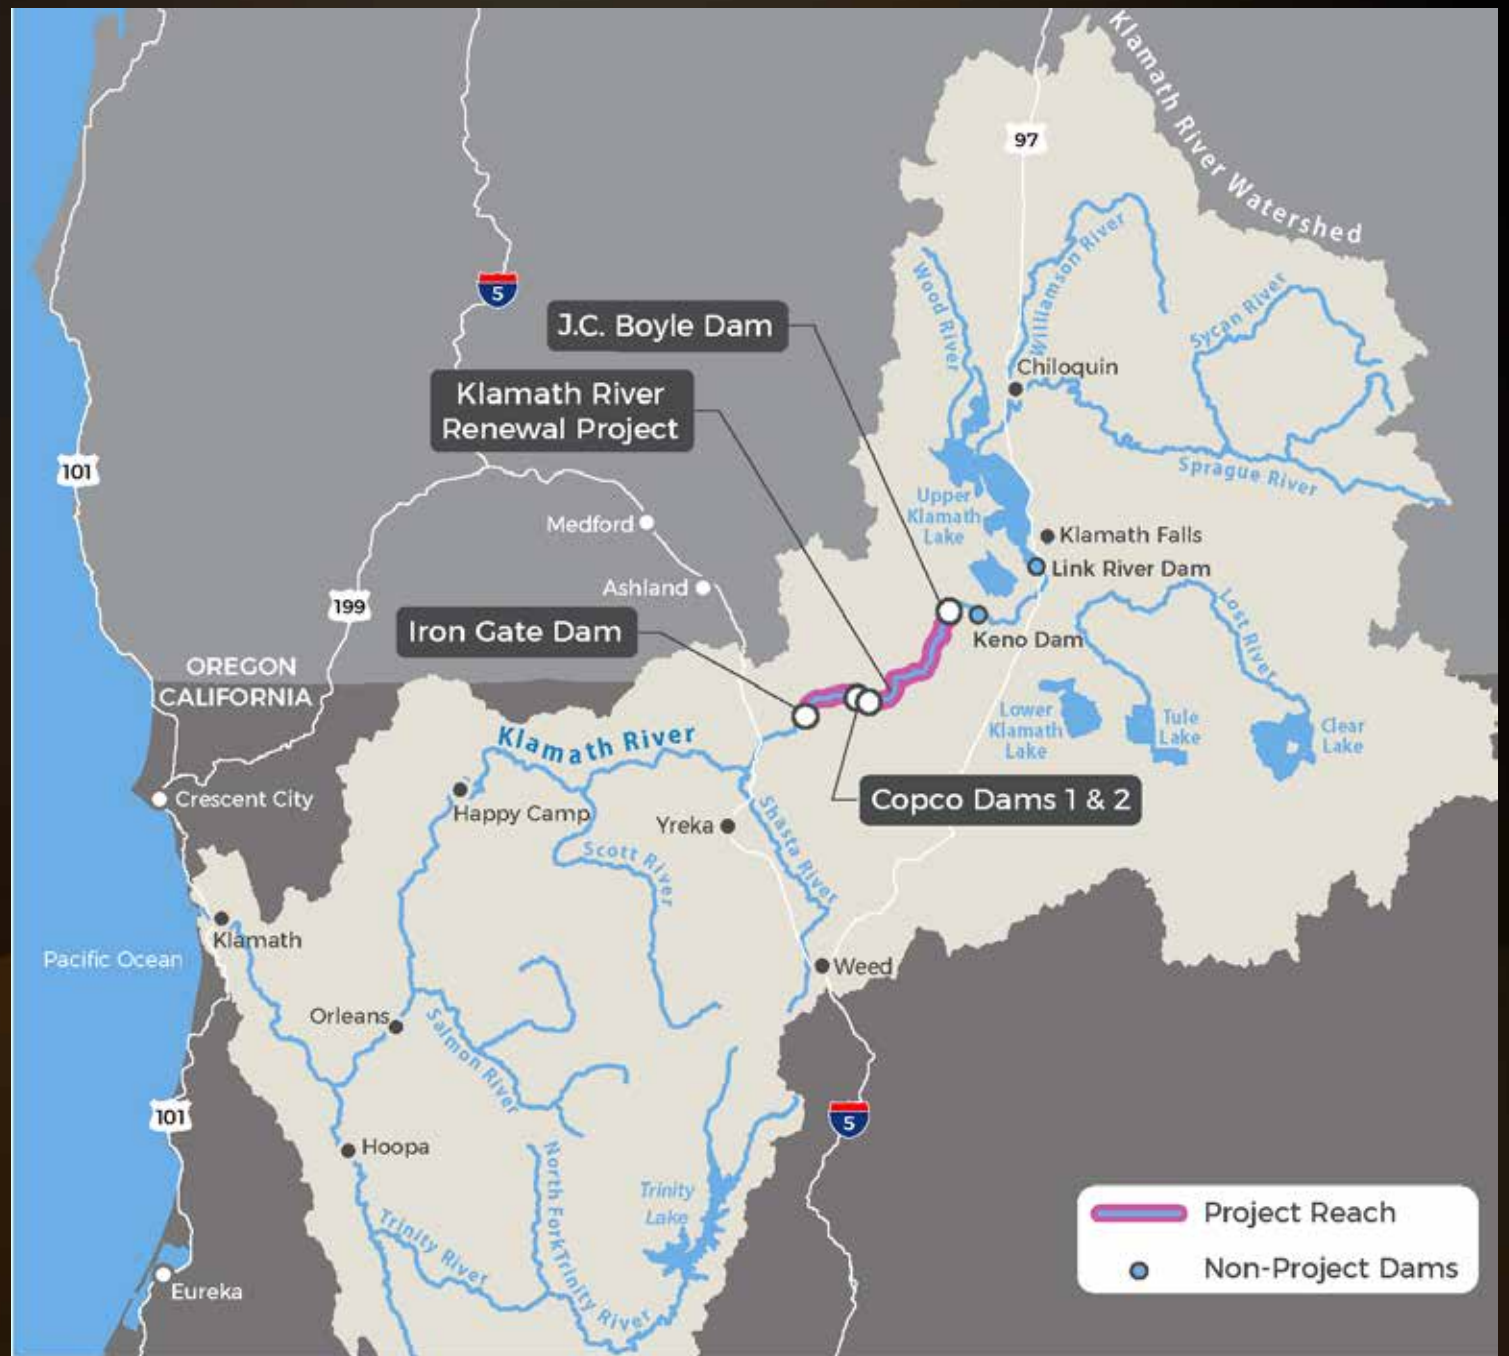 Klamath River Watershed
97
Wood River
Williamson River
Sycan River
5
J.C. Boyle Dam
Chiloquin
Klamath River
Renewal Project
101
Sprague River
Upper
Klamath
Lake
Medford
Klamath Falls
Link River Dam
Ashland
199
Lost River
Iron Gate Dam
Keno Dam
OREGON
CALIFORNIA
Lower
Klamath
Lake
Tule
Lake
Clear
Lake
Klamath River
Crescent City
Happy Camp
Copco Dams 1 & 2
Yreka
Shasta River
Scott River
Klamath
Pacific Ocean
Weed
Orleans
Salmon River
101
5
Hoopa
North Fork Trinity River
Trinity
Lake
Trinity River
Project Reach
Non-Project Dams
Eureka